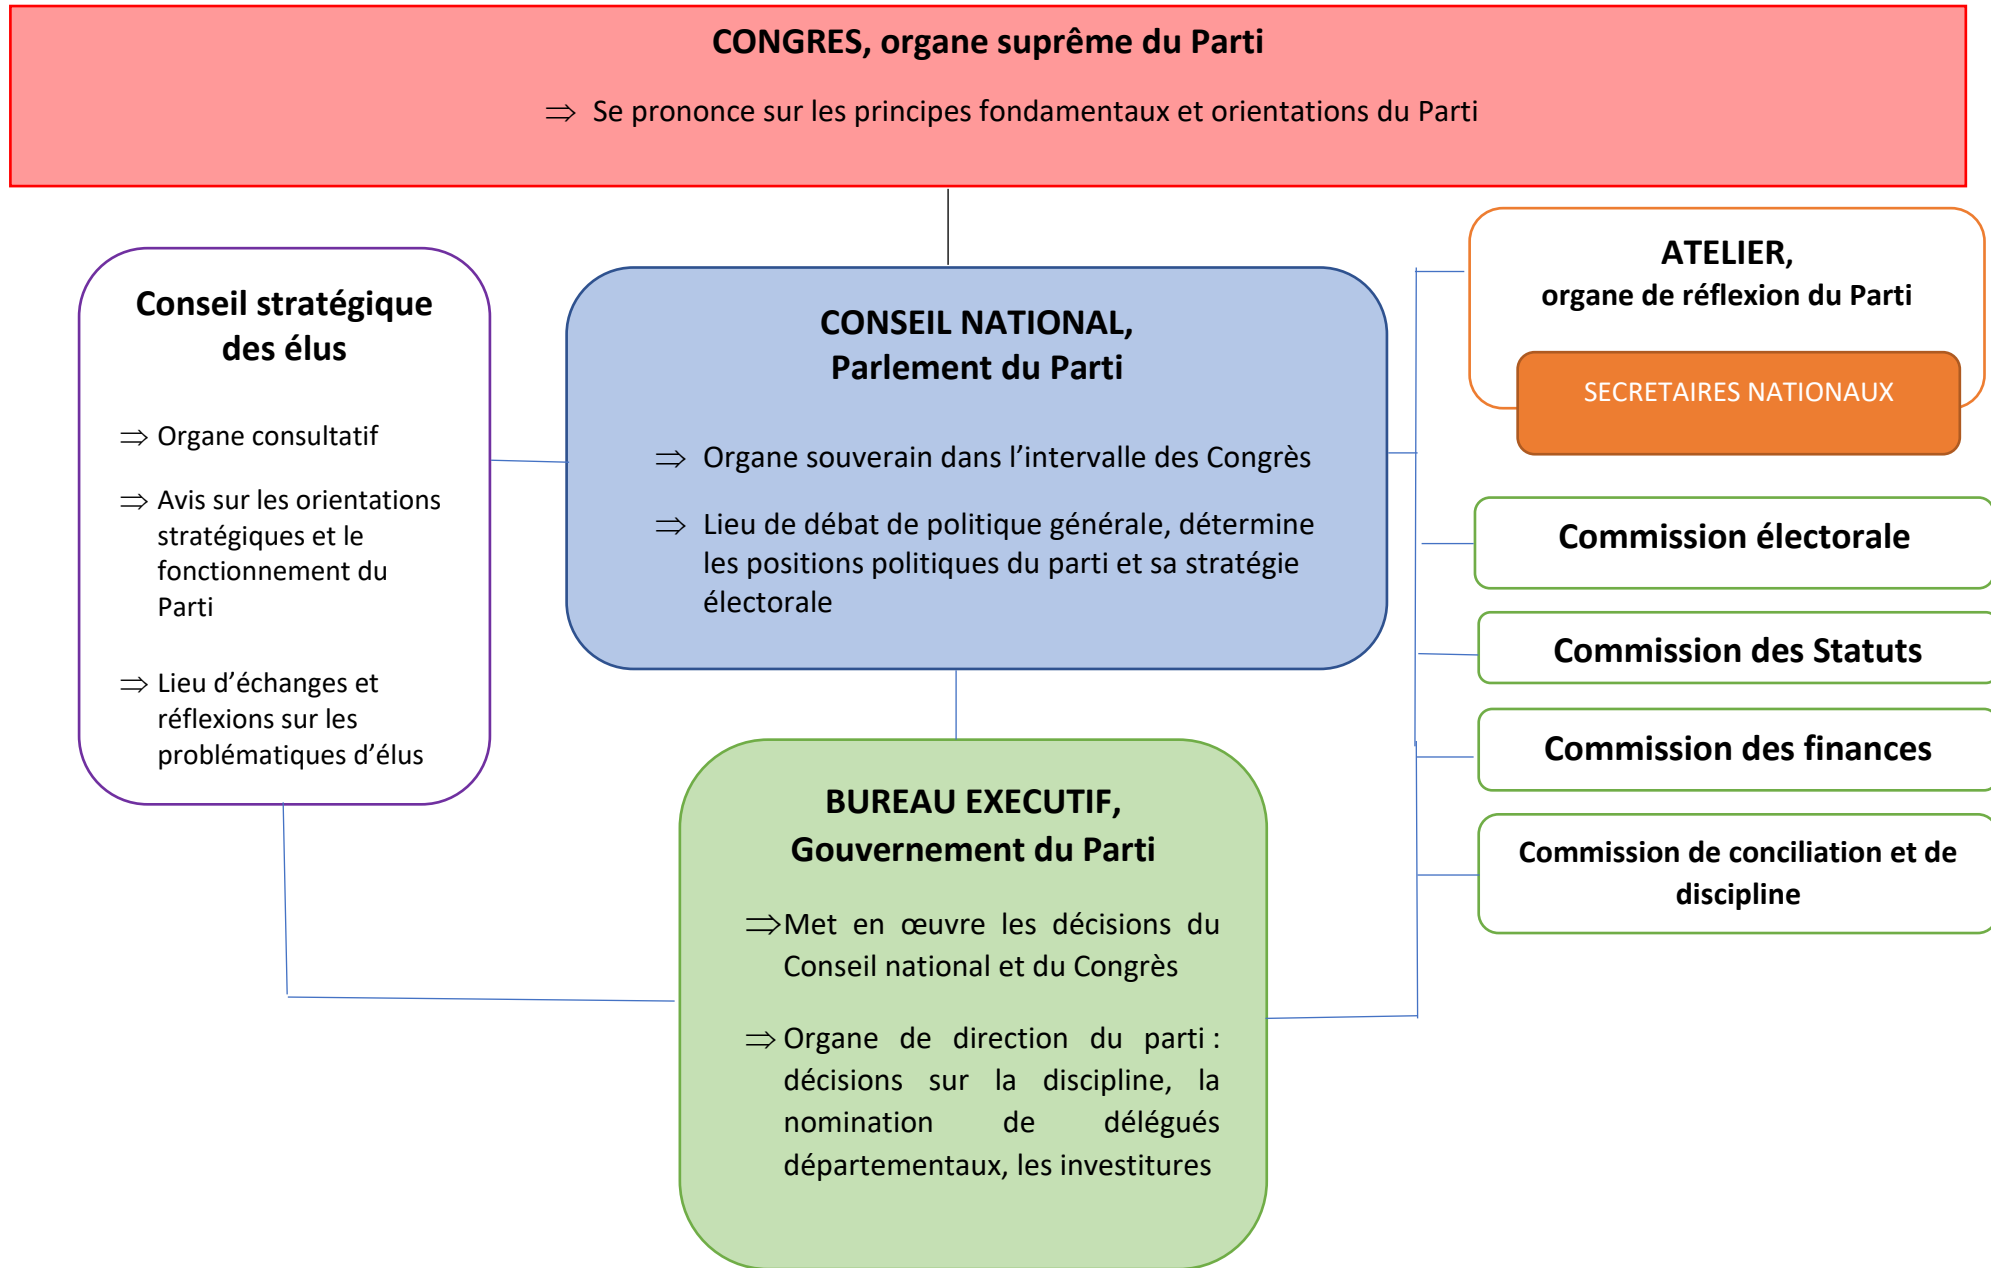 CONGRES, organe suprême du Parti
⇒ Se prononce sur les principes fondamentaux et orientations du Parti
Conseil stratégique
des élus
⇒ Organe consultatif
⇒ Avis sur les orientations
stratégiques et le
fonctionnement du
Parti
⇒ Lieu d’échanges et
réflexions sur les
problématiques d’élus
CONSEIL NATIONAL,
Parlement du Parti
⇒ Organe souverain dans l’intervalle des Congrès
⇒ Lieu de débat de politique générale, détermine
les positions politiques du parti et sa stratégie
électorale
BUREAU EXECUTIF,
Gouvernement du Parti
⇒ Met en œuvre les décisions du
Conseil national et du Congrès
⇒ Organe de direction du parti :
décisions sur la discipline, la
nomination de délégués
départementaux, les investitures
ATELIER,
organe de réflexion du Parti
SECRETAIRES NATIONAUX
Commission électorale
Commission des Statuts
Commission des finances
Commission de conciliation et de
discipline